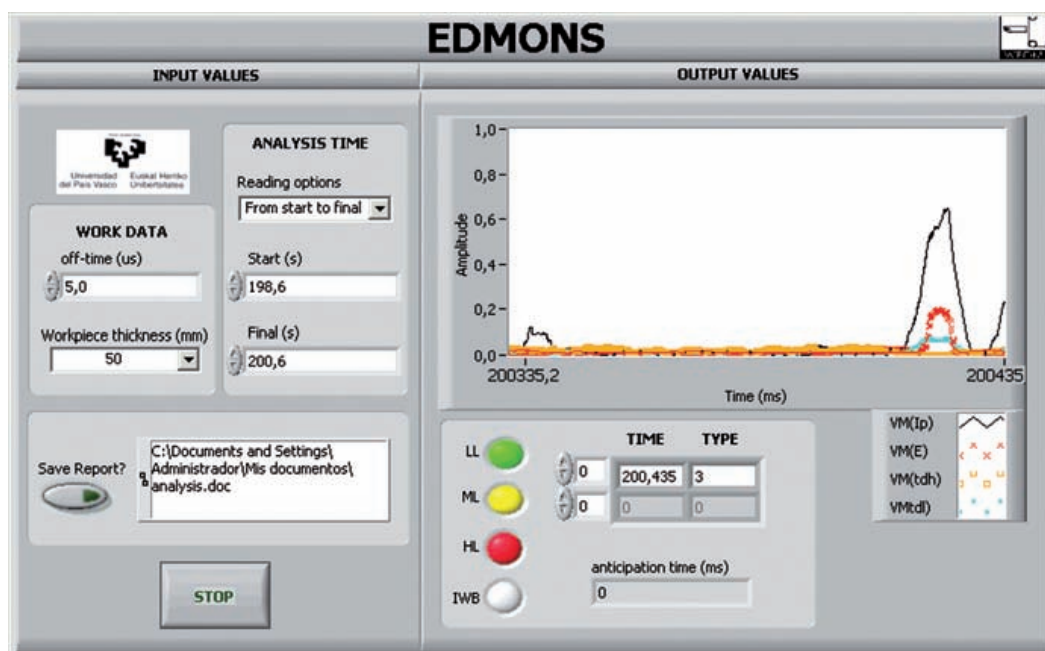 EDMONS
INPUT VALUES
OUTPUT VALUES
Universidad
del País Vasco
Euskal Herriko
Unibertsitatea
ANALYSIS TIME
Reading options
From start to final
Start (s)
198,6
Final (s)
200,6
WORK DATA
off-time (us)
5,0
Workpiece thickness (mm)
50
Save Report?
C:\Documents and Settings\
Administrador\Mis documentos\
analysis.doc
STOP
Amplitude
1,0
0,8
0,6
0,4
0,2
0,0
200335,2
200435
Time (ms)
VM(Ip)
VM(E)
VM(tdh)
VMtdl)
LL
ML
HL
IWB
TIME TYPE
0 200,435 3
0 0 0
anticipation time (ms)
0